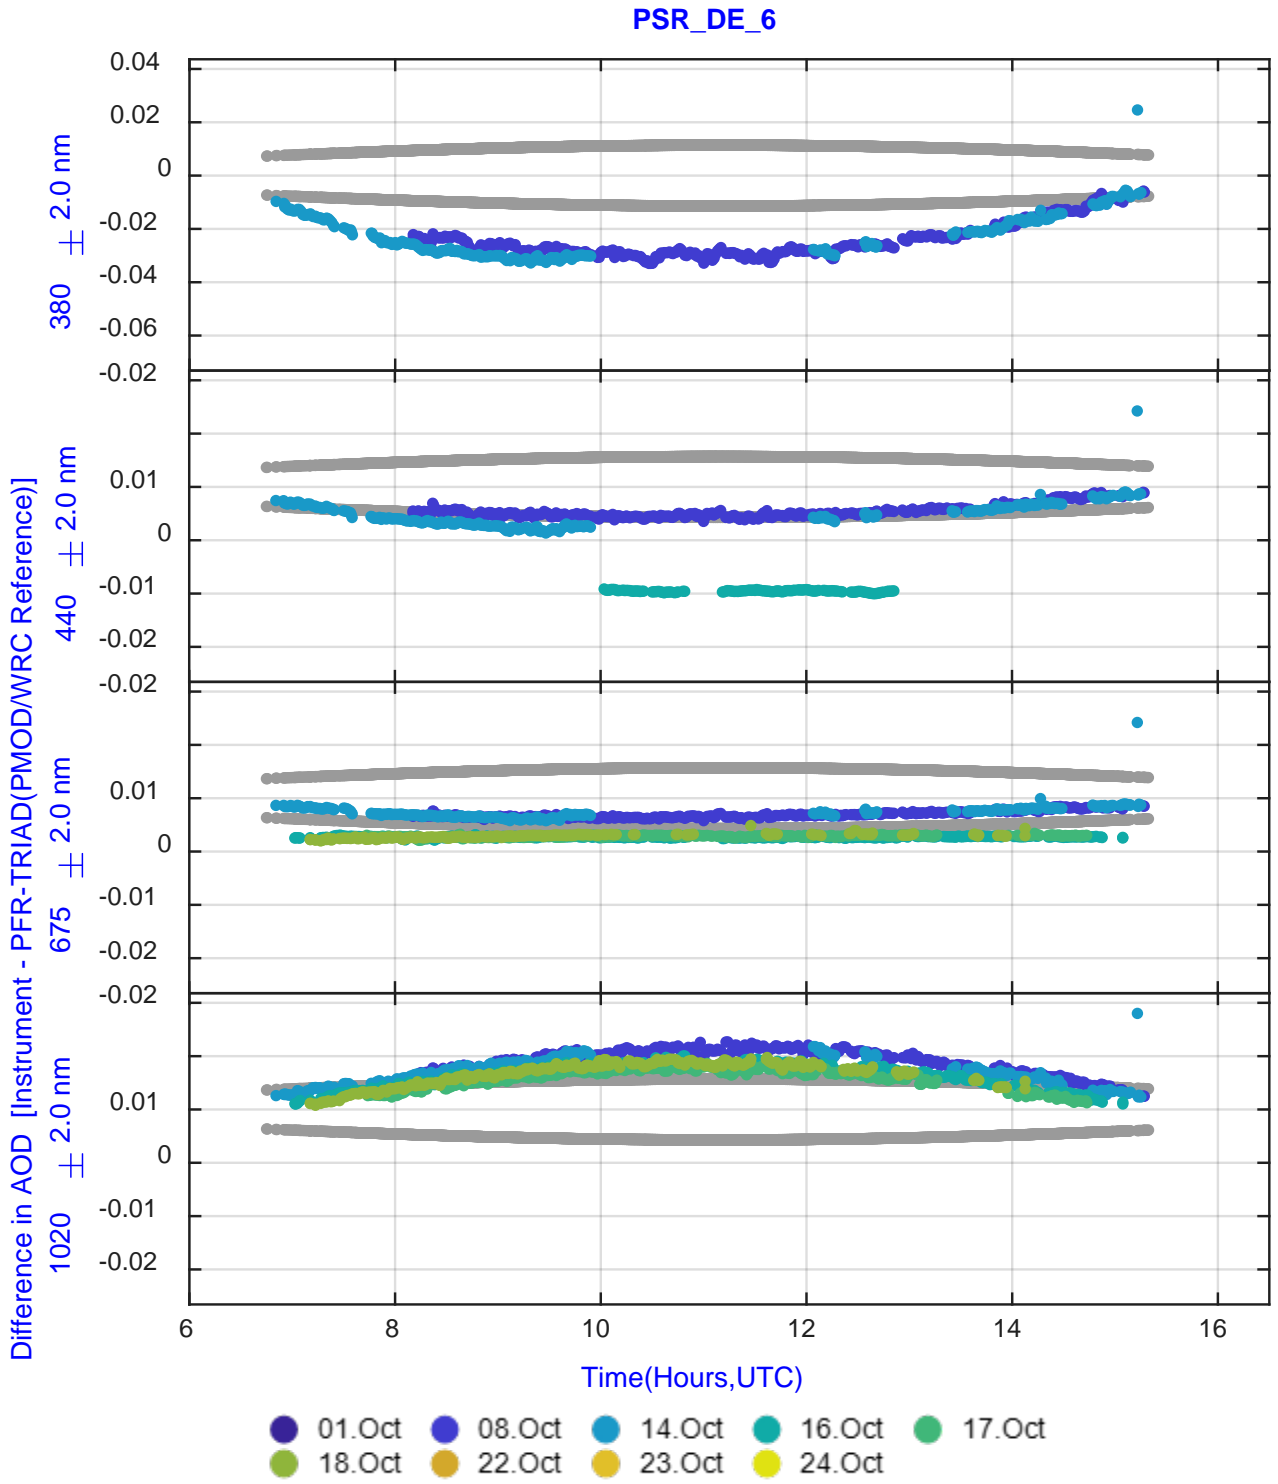 PSR_DE_6
0.04
0.02
0
-0.02
-0.04
-0.06
380 ± 2.0 nm
-0.02
0.01
0
-0.01
-0.02
440 ± 2.0 nm
-0.02
0.01
0
-0.01
-0.02
675 ± 2.0 nm
-0.02
0.01
0
-0.01
-0.02
1020 ± 2.0 nm
Difference in AOD [Instrument - PFR-TRIAD(PMOD/WRC Reference)]
6 8 10 12 14 16
Time(Hours,UTC)
01.Oct 08.Oct 14.Oct 16.Oct 17.Oct
18.Oct 22.Oct 23.Oct 24.Oct